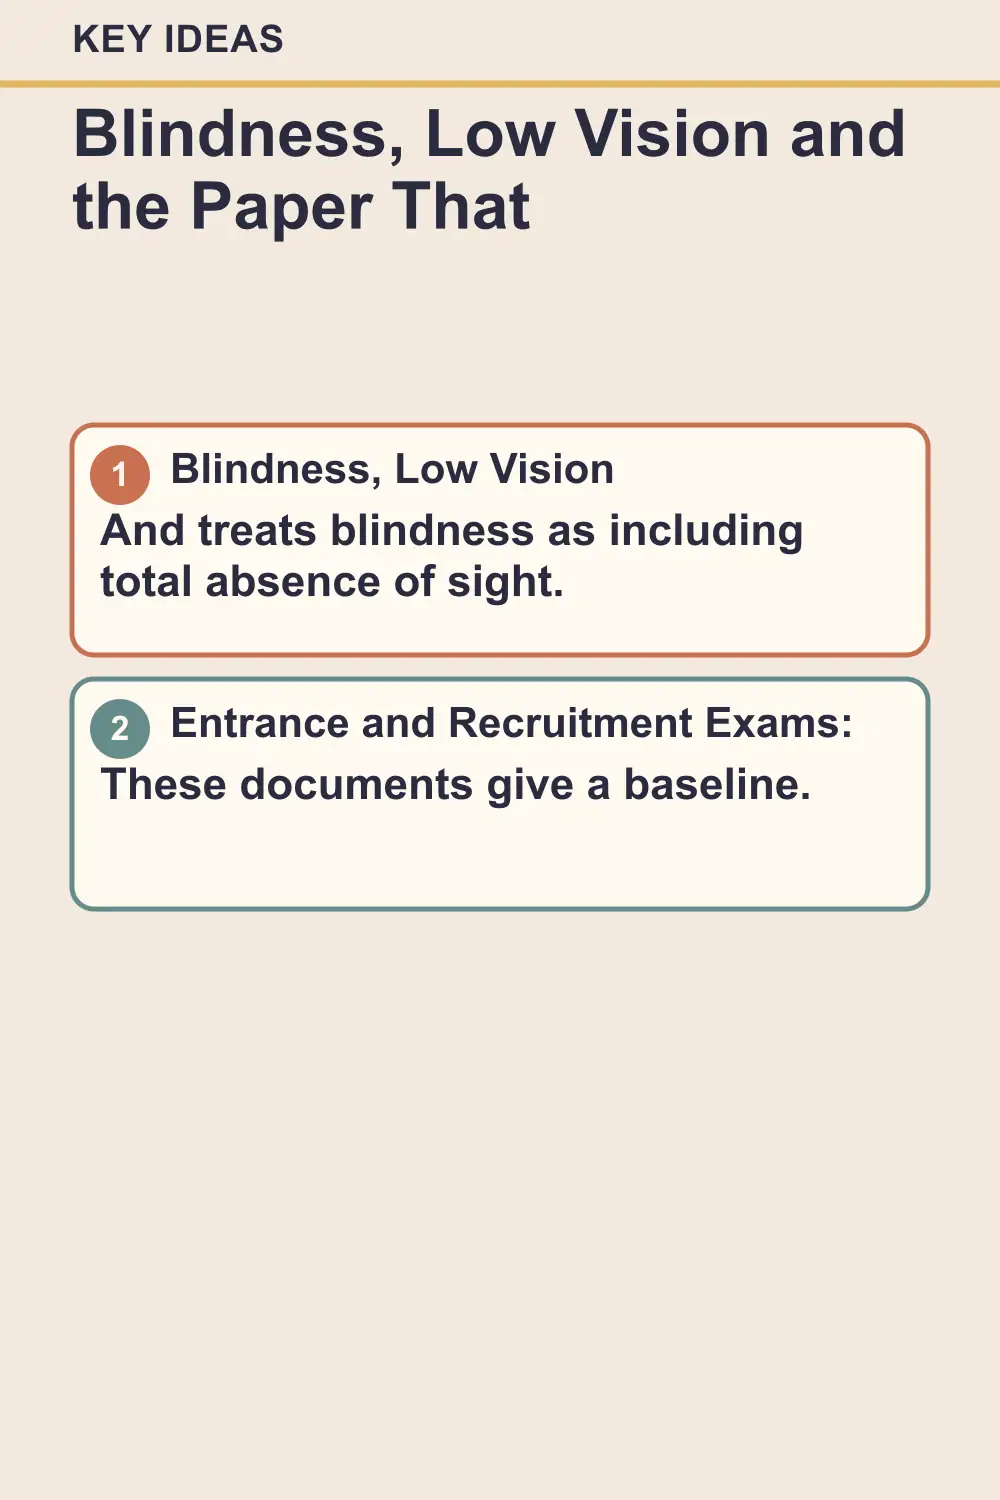 KEY IDEAS
Blindness, Low Vision and
the Paper That
1 Blindness, Low Vision
And treats blindness as including
total absence of sight.
2 Entrance and Recruitment Exams:
These documents give a baseline.